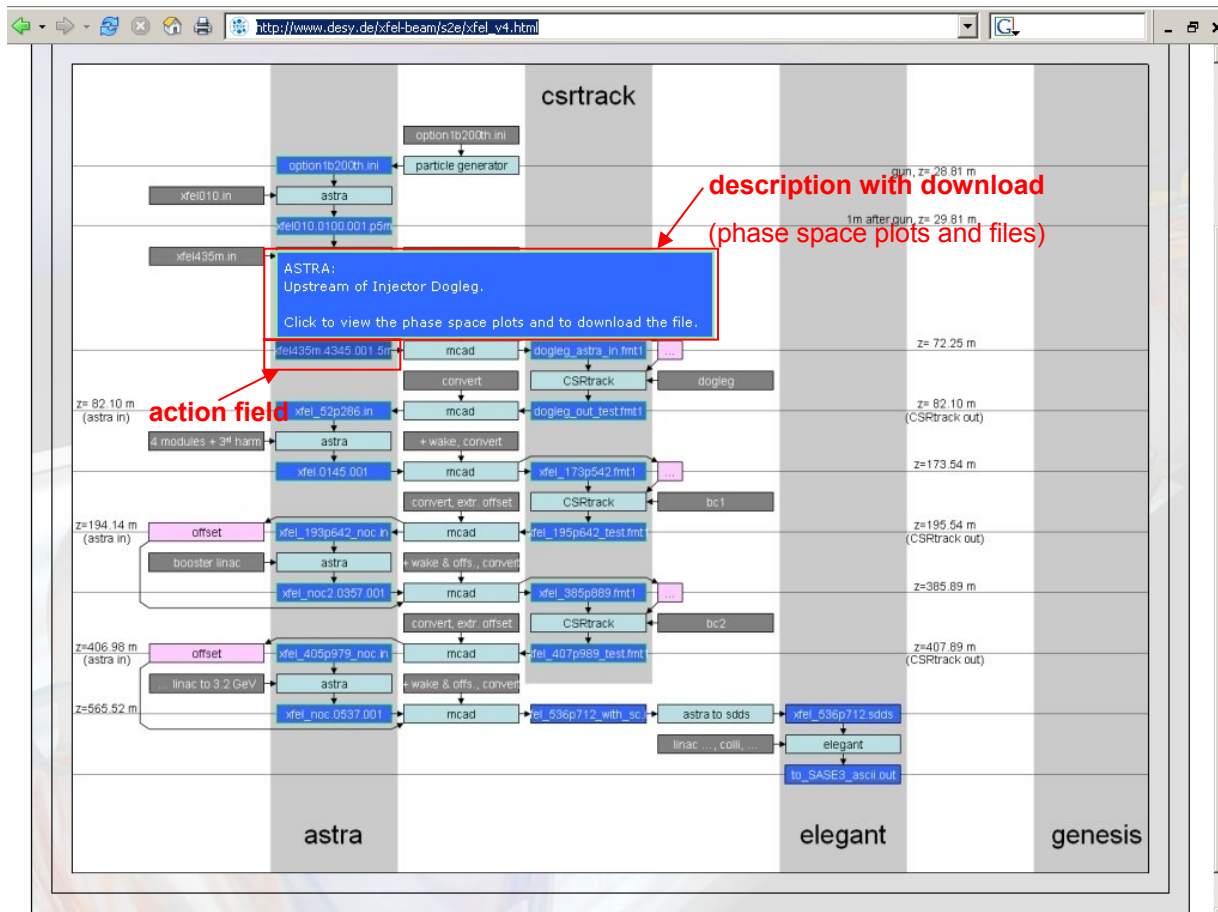 http://www.desy.de/xfel-beam/s2e/xfel_v4.html
csrtrack
option1b200th.ini
option1b200th.ini particle generator gun, z= 28.81 m
xfel010.in astra description with download
xfel010.0100.001.p5m 1m after gun, z= 29.81 m
(phase space plots and files)
xfel435m.in
ASTRA:
Upstream of Injector Dogleg.
Click to view the phase space plots and to download the file.
xfel435m.4345.001.5m mcad dogleg_astra_in.fmt1 ... z= 72.25 m
convert CSRtrack dogleg
z= 82.10 m
(astra in) action field xfel_52p286.in mcad dogleg_out_test.fmt1 z= 82.10 m
(CSRtrack out)
4 modules + 3rd harm astra + wake, convert
xfel.0145.001 mcad xfel_173p542.fmt1 ... z=173.54 m
convert, extr. offset CSRtrack bc1
z=194.14 m
(astra in) offset xfel_193p642_noc.in mcad xfel_195p642_test.fmt z=195.54 m
(CSRtrack out)
booster linac astra + wake & offs., convert
xfel_noc2.0357.001 mcad xfel_385p889.fmt1 ... z=385.89 m
convert, extr. offset CSRtrack bc2
z=406.98 m
(astra in) offset xfel_405p979_noc.in mcad xfel_407p989_test.fmt z=407.89 m
(CSRtrack out)
... linac to 3.2 GeV astra + wake & offs., convert
z=565.52 m xfel_noc.0537.001 mcad fel_536p712_with_sc. astra to sdds xfel_536p712.sdds
linac ..., colli, ... elegant
to_SASE3_ascii.out
astra elegant genesis